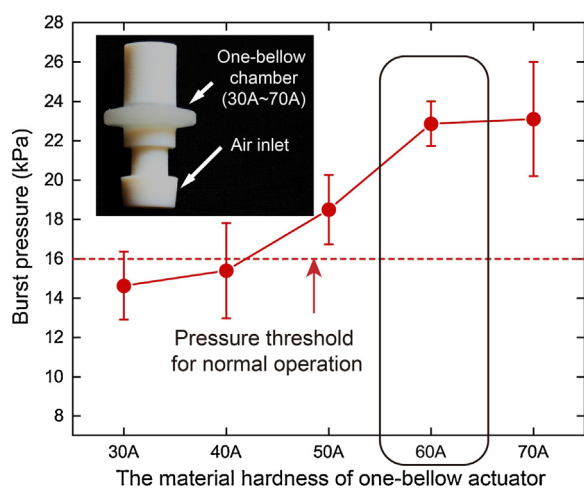 28
26
24
22
20
18
16
14
12
10
8
Burst pressure (kPa)
One-bellow
chamber
(30A~70A)
Air inlet
Pressure threshold
for normal operation
30A 40A 50A 60A 70A
The material hardness of one-bellow actuator